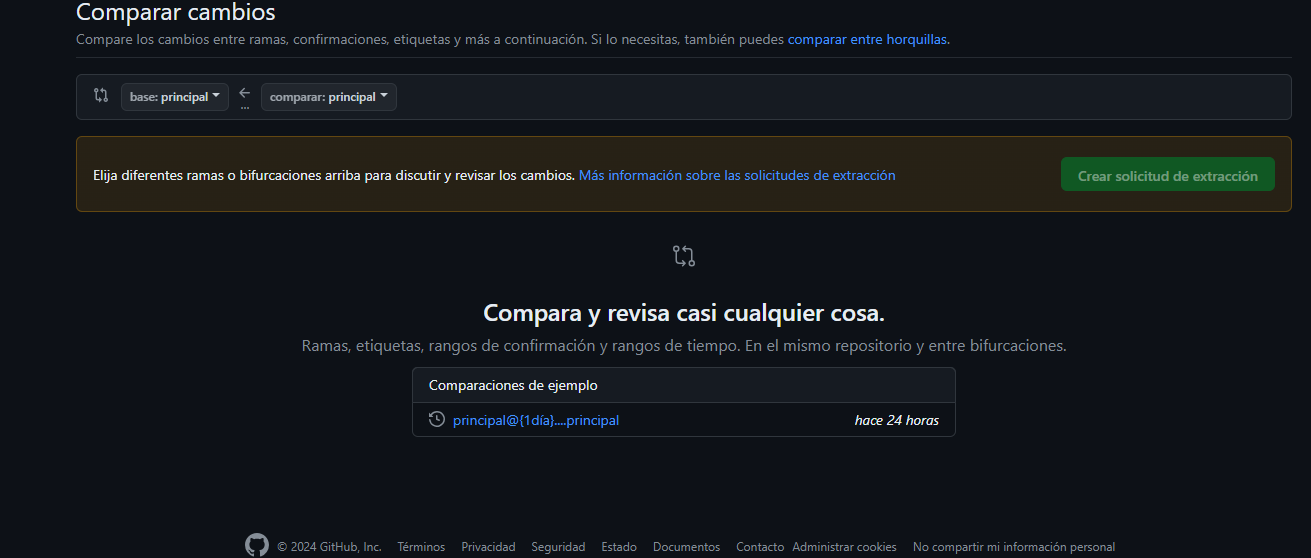 Comparar cambios
Compare los cambios entre ramas, confirmaciones, etiquetas y más a continuación. Si lo necesitas, también puedes comparar entre horquillas.
base: principal
...
comparar: principal
Elija diferentes ramas o bifurcaciones arriba para discutir y revisar los cambios. Más información sobre las solicitudes de extracción
Crear solicitud de extracción
Compara y revisa casi cualquier cosa.
Ramas, etiquetas, rangos de confirmación y rangos de tiempo. En el mismo repositorio y entre bifurcaciones.
Comparaciones de ejemplo
principal@{1día}....principal hace 24 horas
© 2024 GitHub, Inc. Términos Privacidad Seguridad Estado Documentos Contacto Administrar cookies No compartir mi información personal